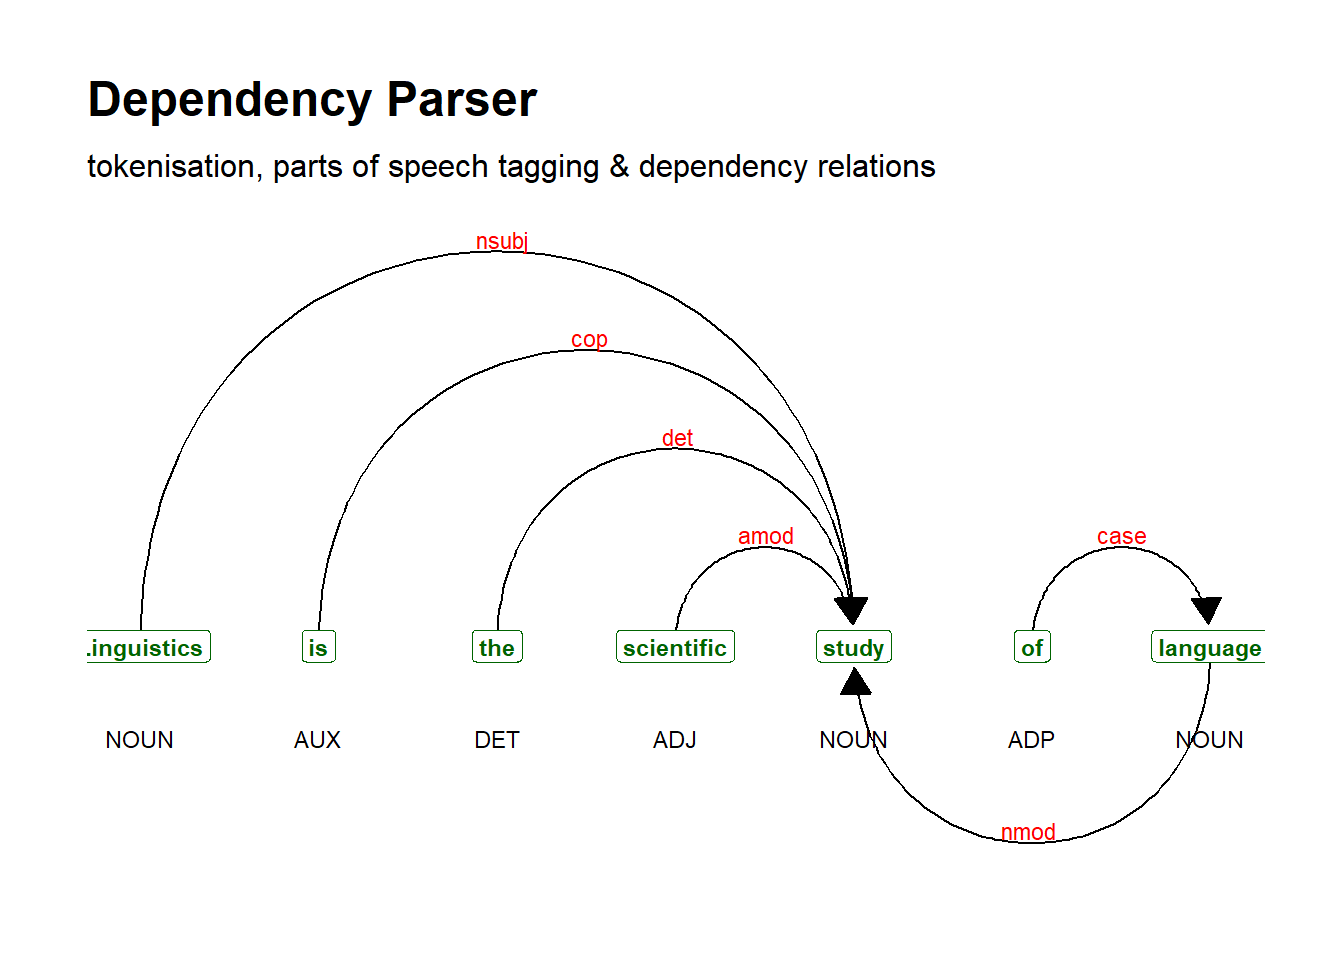 Dependency Parser
tokenisation, parts of speech tagging & dependency relations
nsubj
cop
det
amod case
Linguistics is the scientific study of language
NOUN AUX DET ADJ NOUN ADP NOUN
nmod